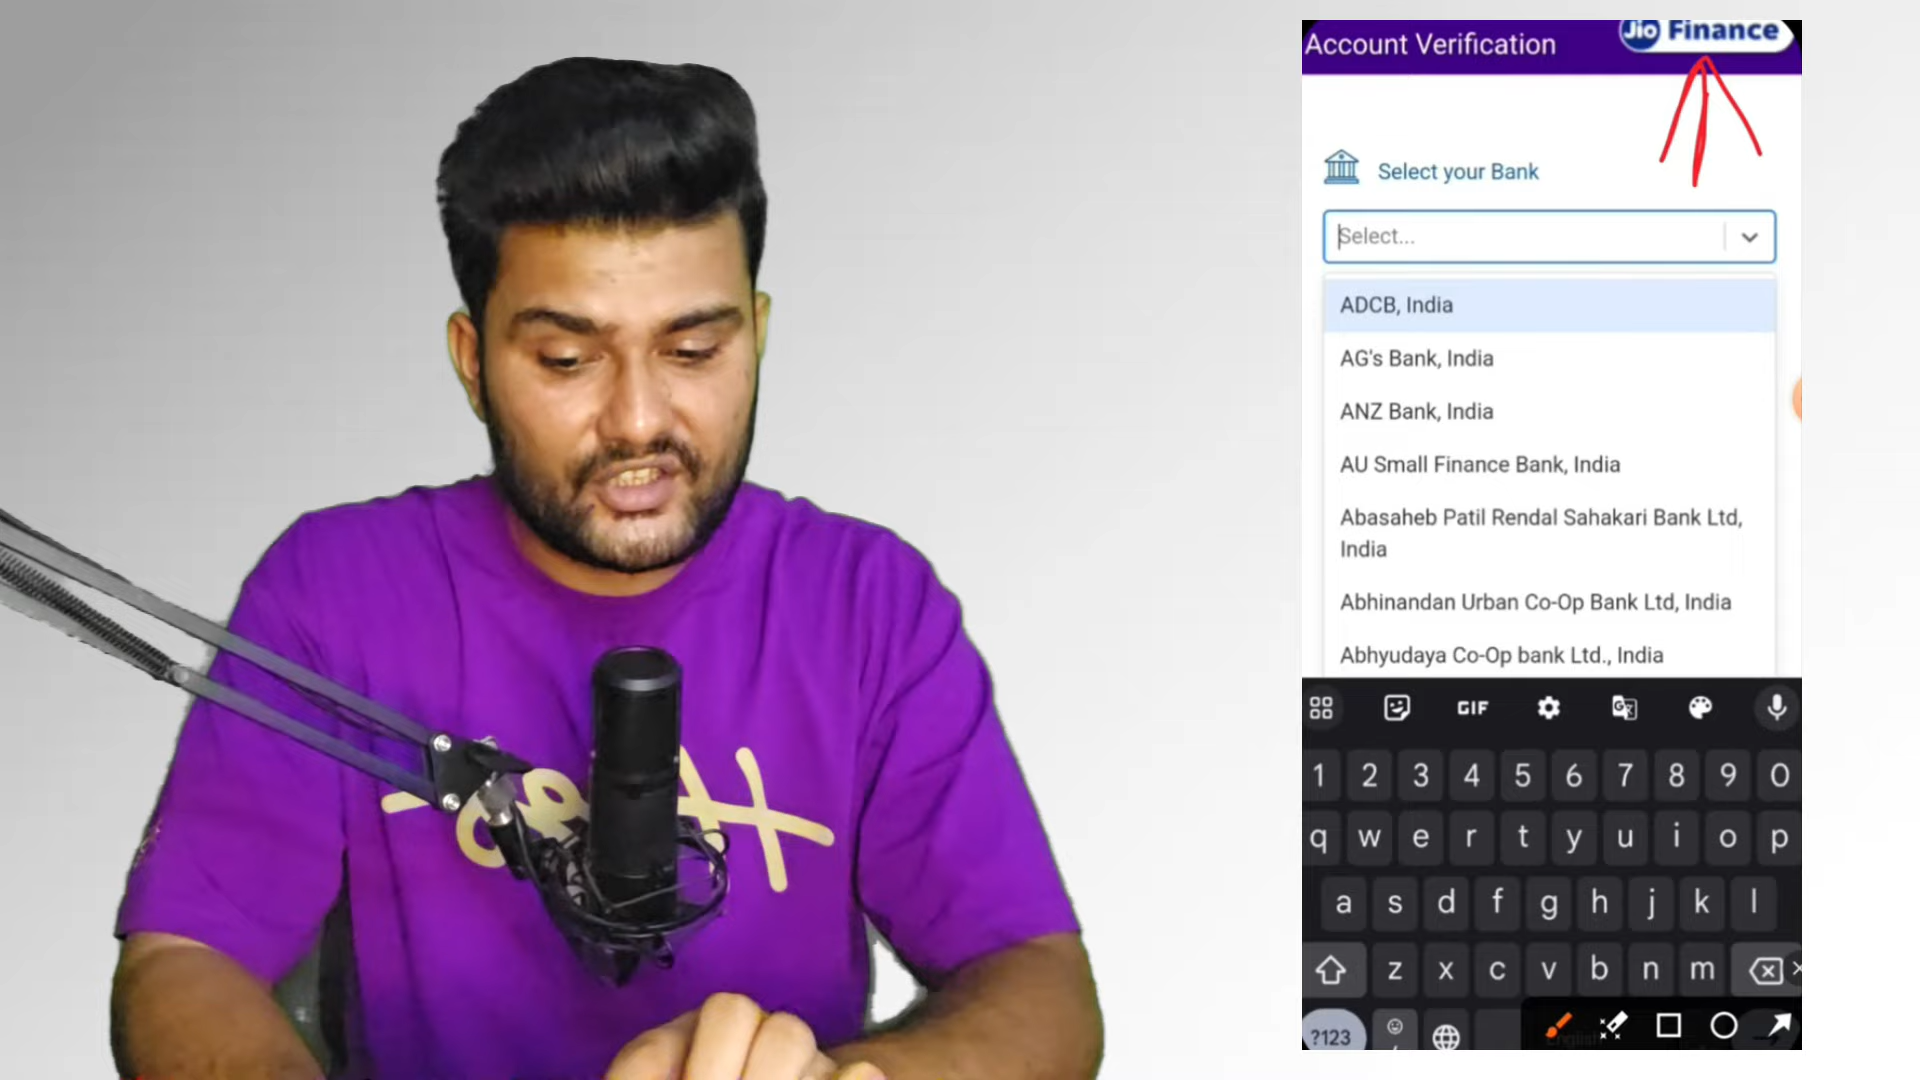 Account Verification
Jio Finance
Select your Bank
Select...
ADCB, India
AG's Bank, India
ANZ Bank, India
AU Small Finance Bank, India
Abasaheb Patil Rendal Sahakari Bank Ltd,
India
Abhinandan Urban Co-Op Bank Ltd, India
Abhyudaya Co-Op bank Ltd., India
GIF
1 2 3 4 5 6 7 8 9 0
q w e r t y u i o p
a s d f g h j k l
z x c v b n m
?123
English